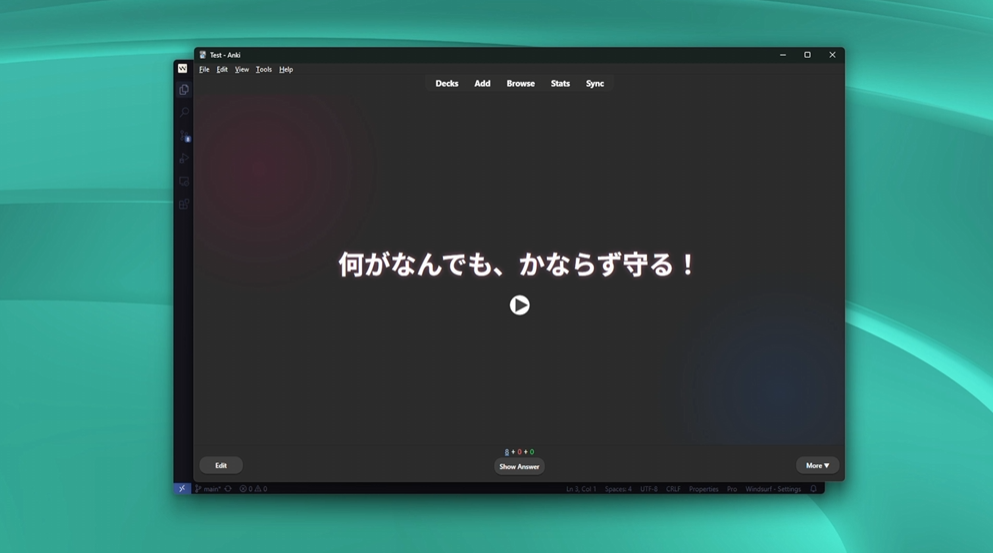 Test - Anki
File Edit View Tools Help
Decks Add Browse Stats Sync
何がなんでも、かならず守る！
8 + 0 + 0
Edit
Show Answer
More ▼
main* 0 0
Ln 3, Col 1 Spaces: 4 UTF-8 CRLF Properties Pro Windsurf - Settings